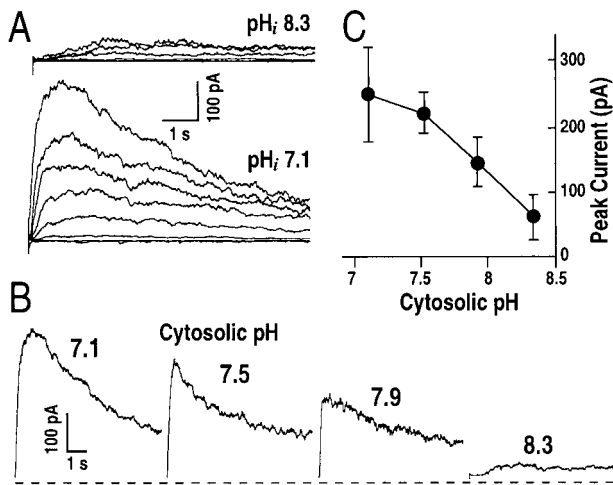 A
pHi 8.3
100 pA
1 s
pHi 7.1
C
300
200
100
0
Peak Current (pA)
7
7.5
8
8.5
Cytosolic pH
B
Cytosolic pH
7.1
7.5
7.9
8.3
100 pA
1 s